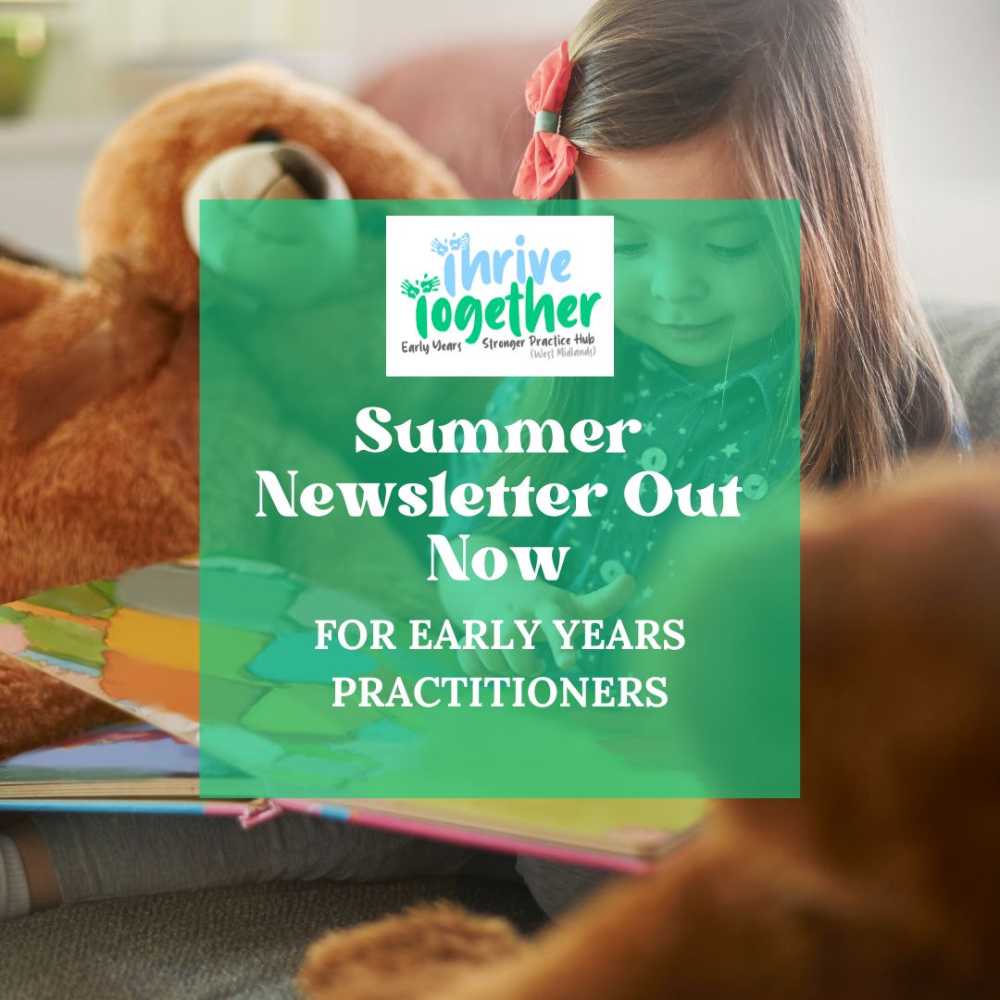 Thrive
Together
Early Years Stronger Practice Hub
(West Midlands)
Summer
Newsletter Out
Now
FOR EARLY YEARS
PRACTITIONERS